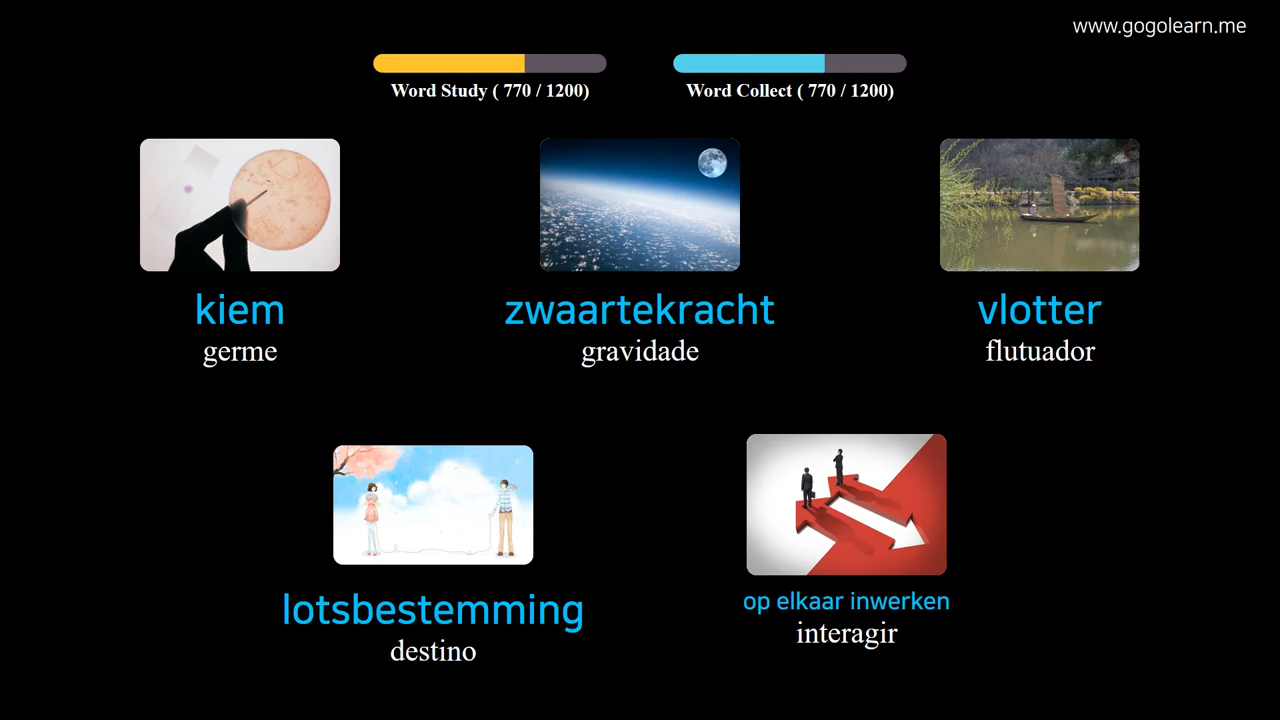 www.gogolearn.me
Word Study ( 770 / 1200)
Word Collect ( 770 / 1200)
kiem
germe
zwaartekracht
gravidade
vlotter
flutuador
lotsbestemming
destino
op elkaar inwerken
interagir